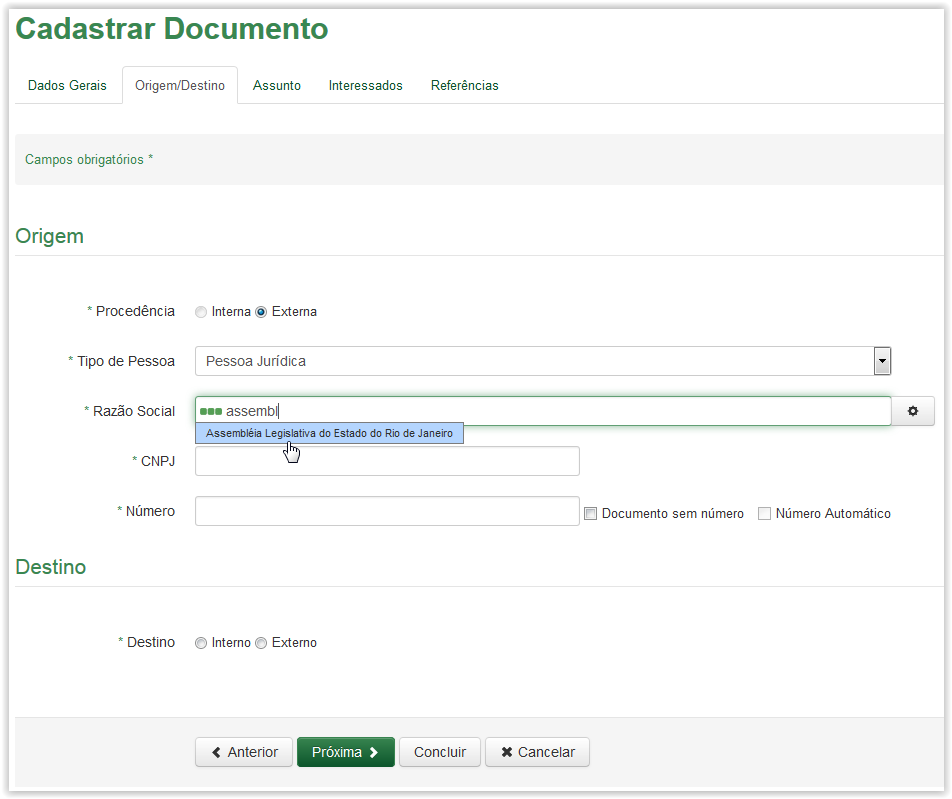 Cadastrar Documento
Dados Gerais Origem/Destino Assunto Interessados Referências
Campos obrigatórios *
Origem
* Procedência Interna Externa
* Tipo de Pessoa Pessoa Jurídica
* Razão Social assembl
Assembléia Legislativa do Estado do Rio de Janeiro
* CNPJ
* Número Documento sem número Número Automático
Destino
* Destino Interno Externo
Anterior Próxima Concluir Cancelar